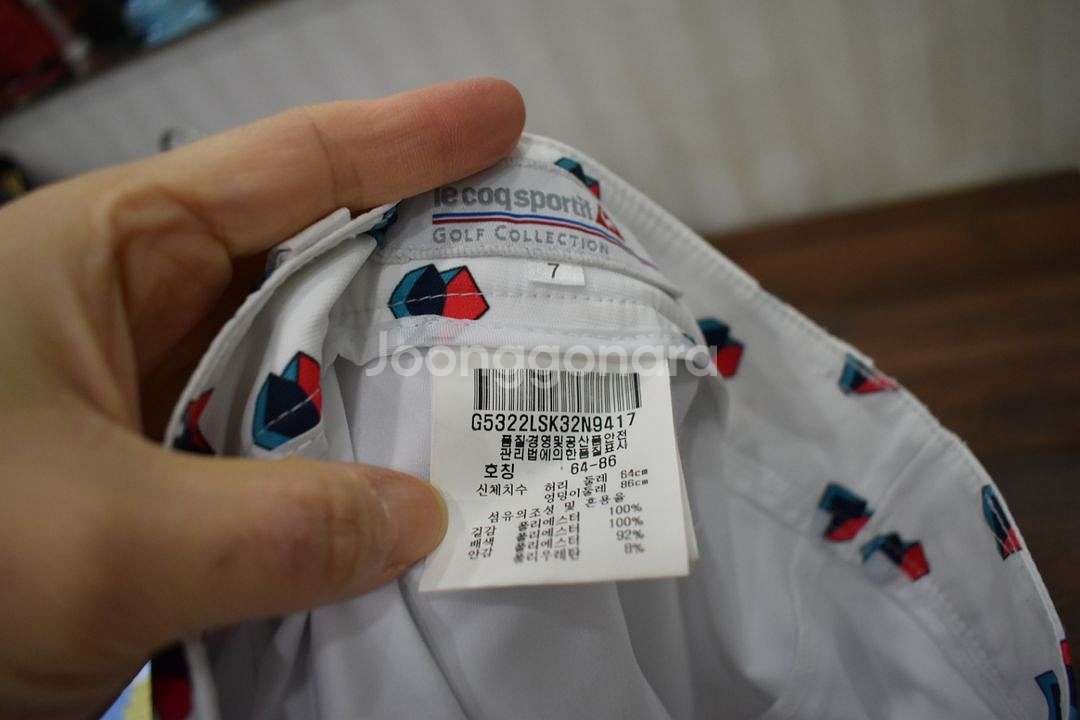 le coq sportif
GOLF COLLECTION
7
Joonggonara
G5322LSK32N9417
품질경영및공산품안전
관리법에의한품질표시
호칭 64-86
신체치수 허리 둘레 64cm
엉덩이둘레 86cm
섬유의조성 및 혼용율
겉감 폴리에스터 100%
배색 폴리에스터 100%
안감 폴리에스터 92%
폴리우레탄 8%